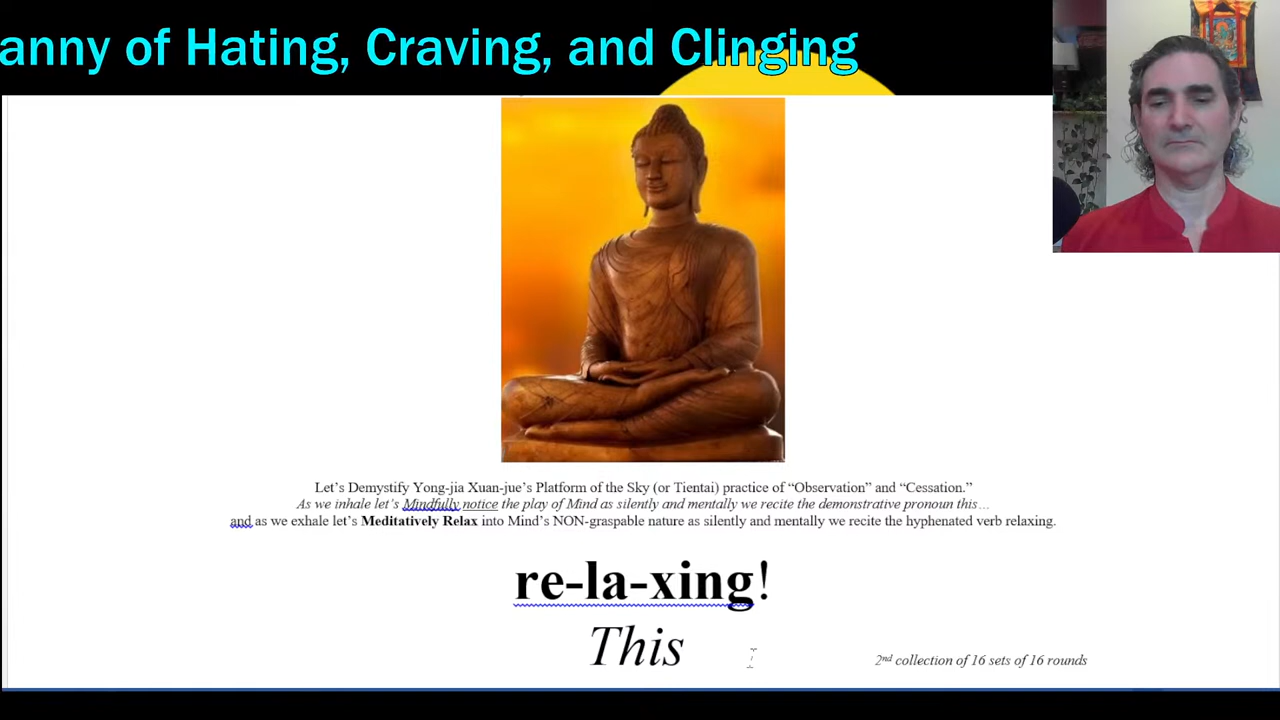 anny of Hating, Craving, and Clinging
Let's Demystify Yong-jia Xuan-jue's Platform of the Sky (or Tientai) practice of “Observation” and “Cessation.”
As we inhale let's Mindfully notice the play of Mind as silently and mentally we recite the demonstrative pronoun this…
and as we exhale let's Meditatively Relax into Mind's NON-graspable nature as silently and mentally we recite the hyphenated verb relaxing.
re-la-xing!
This
2nd collection of 16 sets of 16 rounds